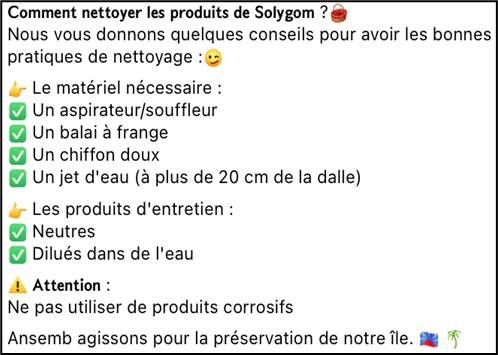 Comment nettoyer les produits de Solygom ?🧺
Nous vous donnons quelques conseils pour avoir les bonnes
pratiques de nettoyage :😉
👉 Le matériel nécessaire :
✅ Un aspirateur/souffleur
✅ Un balai à frange
✅ Un chiffon doux
✅ Un jet d'eau (à plus de 20 cm de la dalle)
👉 Les produits d'entretien :
✅ Neutres
✅ Dilués dans de l'eau
⚠️ Attention :
Ne pas utiliser de produits corrosifs
Ansemb agissons pour la préservation de notre île. 🇷🇪 🌴